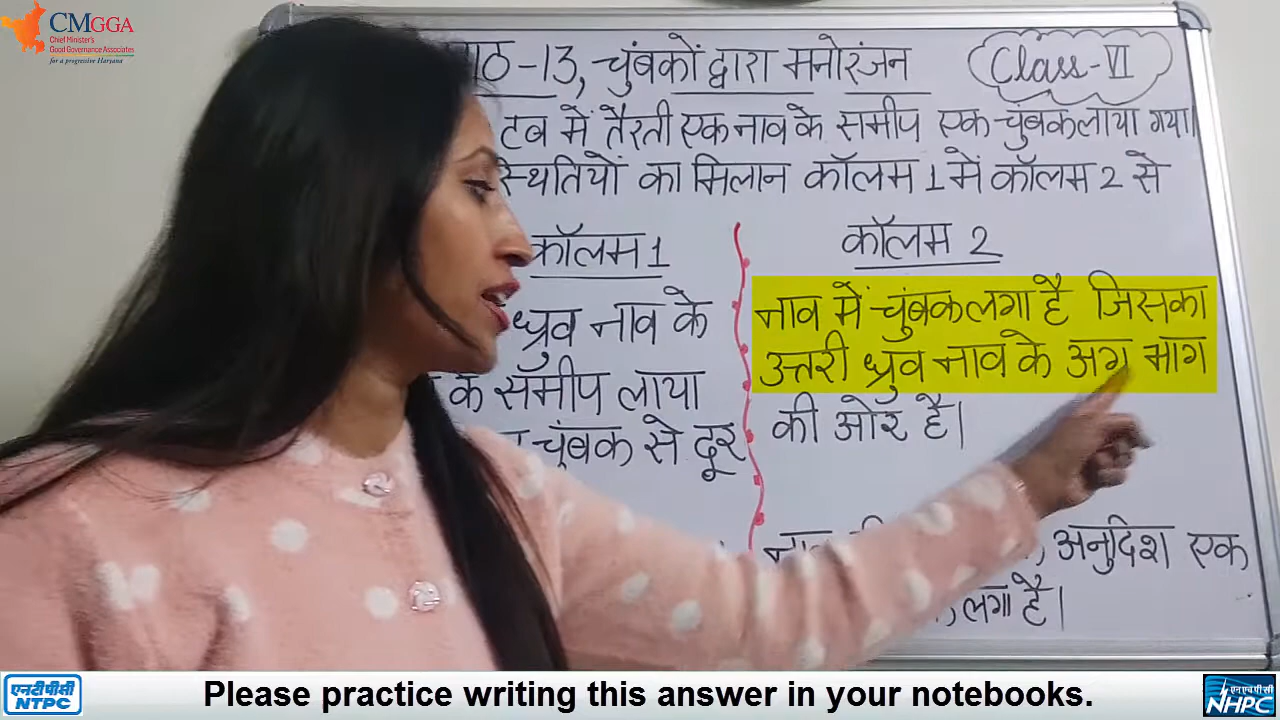 CMGGA
Chief Minister's
Good Governance Associates
for a progressive Haryana
-13, चुंबकों द्वारा मनोरंजन
Class-VI
टब में तैरती एक नाव के समीप एक चुंबक लाया गया।
स्थितियों का मिलान कॉलम 1 में कॉलम 2 से
कॉलम 1
ध्रुव नाव के
के समीप लाया
चुंबक से दूर
कॉलम 2
नाव में चुंबक लगा है जिसका
उत्तरी ध्रुव नाव के अग्र भाग
की ओर है।
नाव अनुदिश एक
लगा है।
एनटीपीसी
NTPC
Please practice writing this answer in your notebooks.
एनएचपीसी
NHPC